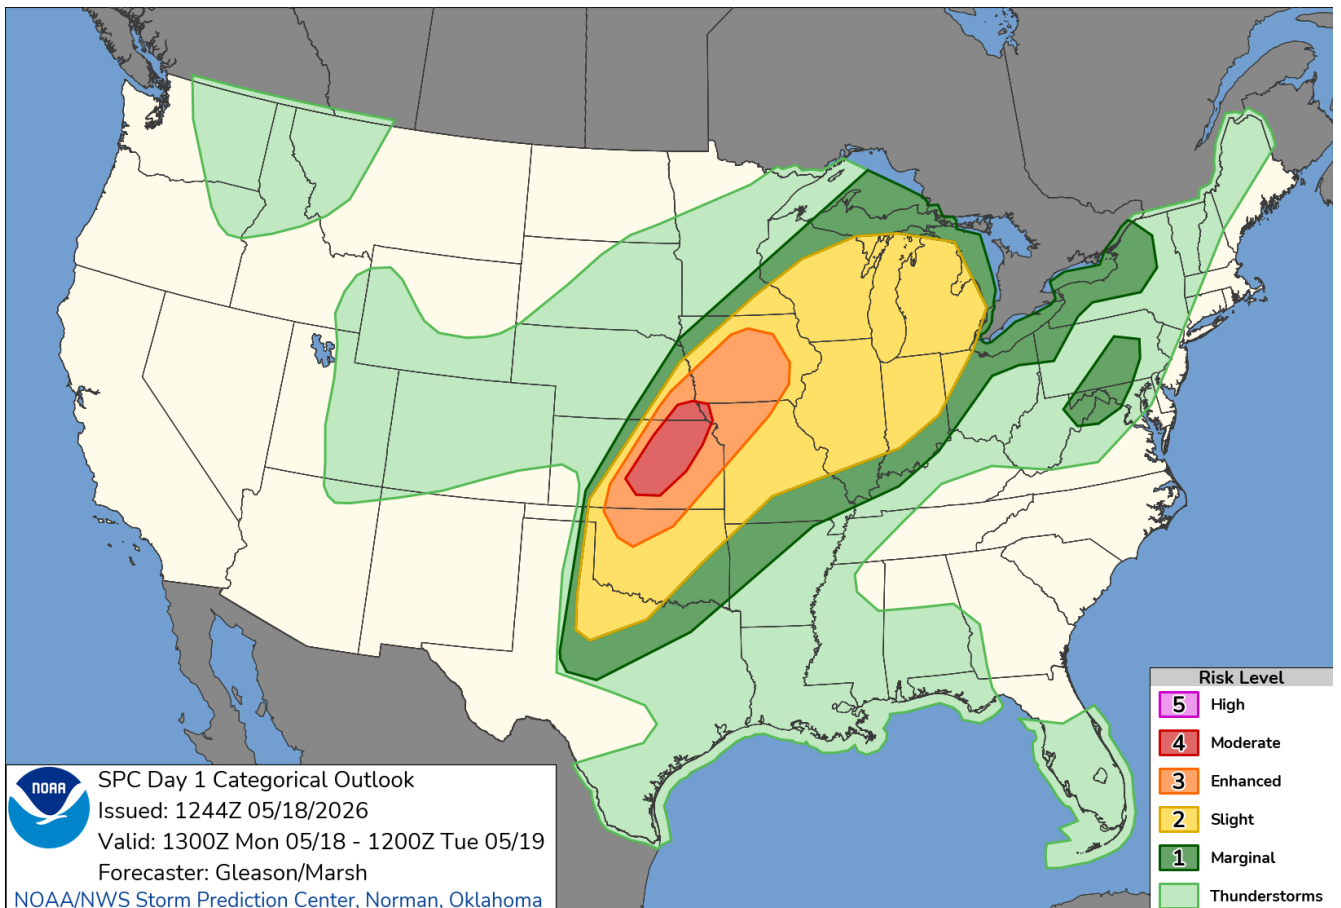 Risk Level
5 High
4 Moderate
3 Enhanced
2 Slight
1 Marginal
Thunderstorms
NOAA
SPC Day 1 Categorical Outlook
Issued: 1244Z 05/18/2026
Valid: 1300Z Mon 05/18 - 1200Z Tue 05/19
Forecaster: Gleason/Marsh
NOAA/NWS Storm Prediction Center, Norman, Oklahoma